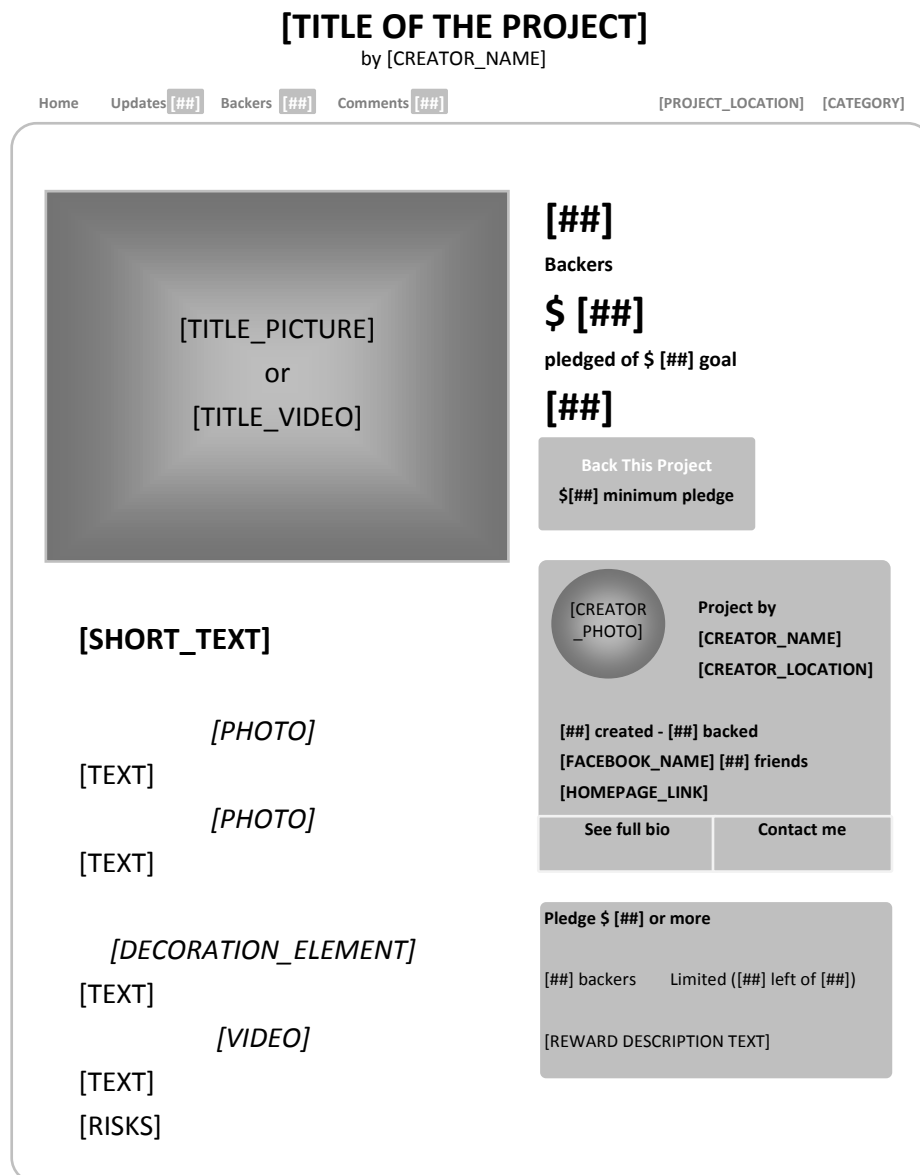 [TITLE OF THE PROJECT]
by [CREATOR_NAME]
Home Updates [##] Backers [##] Comments [##] [PROJECT_LOCATION] [CATEGORY]
[TITLE_PICTURE]
or
[TITLE_VIDEO]
[##]
Backers
$ [##]
pledged of $ [##] goal
[##]
Back This Project
$[##] minimum pledge
[CREATOR
_PHOTO]
Project by
[CREATOR_NAME]
[CREATOR_LOCATION]
[##] created - [##] backed
[FACEBOOK_NAME] [##] friends
[HOMEPAGE_LINK]
See full bio Contact me
Pledge $ [##] or more
[##] backers Limited ([##] left of [##])
[REWARD DESCRIPTION TEXT]
[SHORT_TEXT]
[PHOTO]
[TEXT]
[PHOTO]
[TEXT]
[DECORATION_ELEMENT]
[TEXT]
[VIDEO]
[TEXT]
[RISKS]